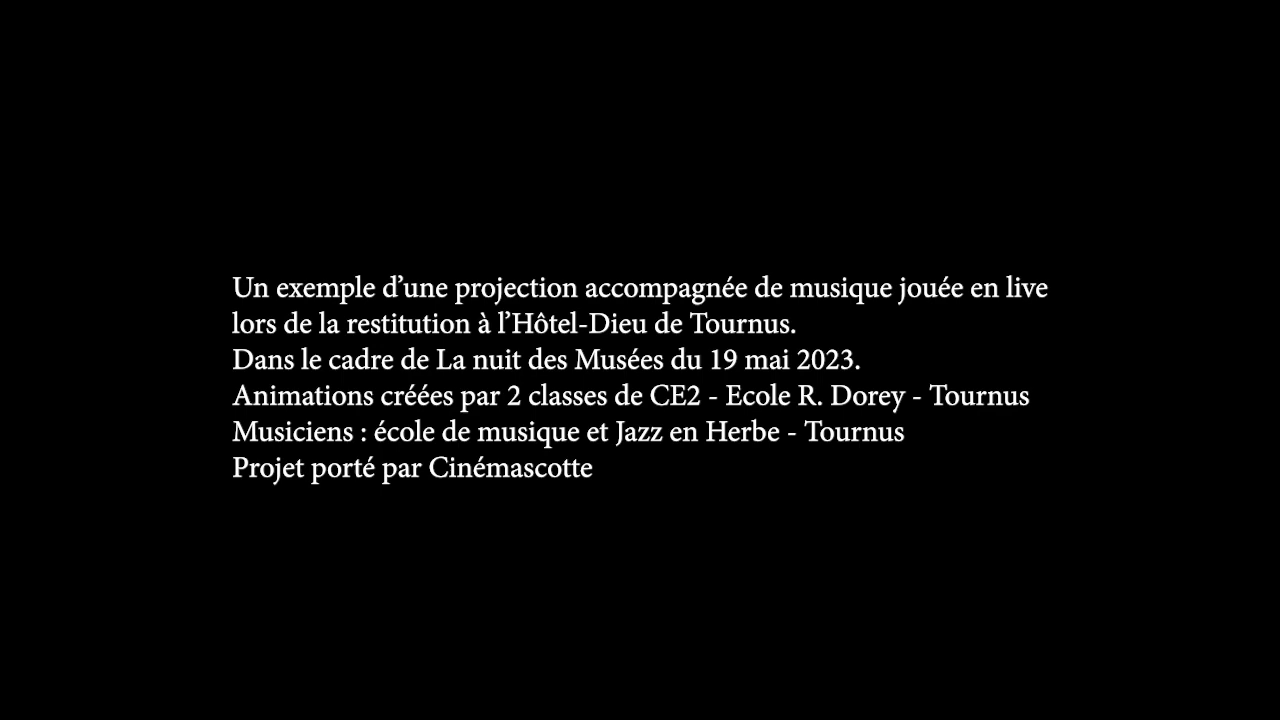 Un exemple d’une projection accompagnée de musique jouée en live
lors de la restitution à l’Hôtel-Dieu de Tournus.
Dans le cadre de La nuit des Musées du 19 mai 2023.
Animations créées par 2 classes de CE2 - Ecole R. Dorey - Tournus
Musiciens : école de musique et Jazz en Herbe - Tournus
Projet porté par Cinémascotte